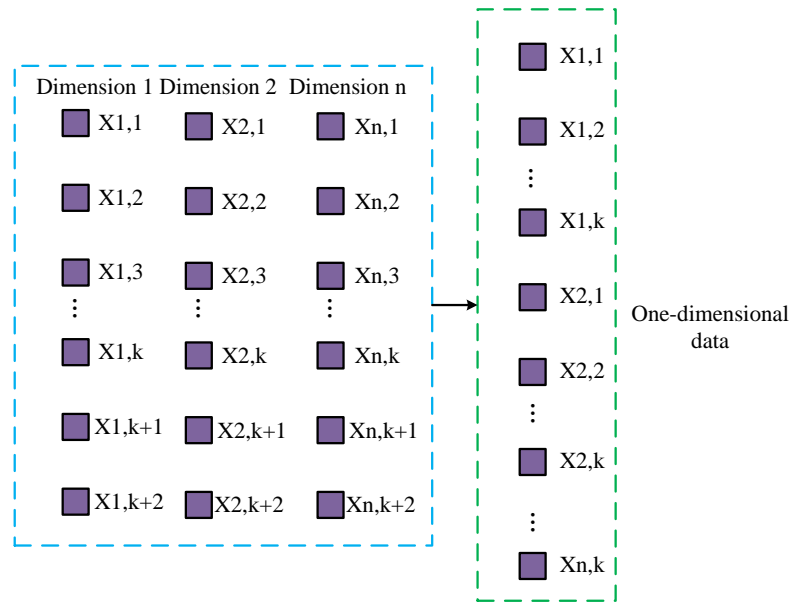 Dimension 1 Dimension 2 Dimension n
X1,1 X2,1 Xn,1
X1,2 X2,2 Xn,2
X1,3 X2,3 Xn,3
⋮ ⋮ ⋮
X1,k X2,k Xn,k
X1,k+1 X2,k+1 Xn,k+1
X1,k+2 X2,k+2 Xn,k+2
X1,1
X1,2
⋮
X1,k
X2,1
X2,2
⋮
X2,k
⋮
Xn,k
One-dimensional
data